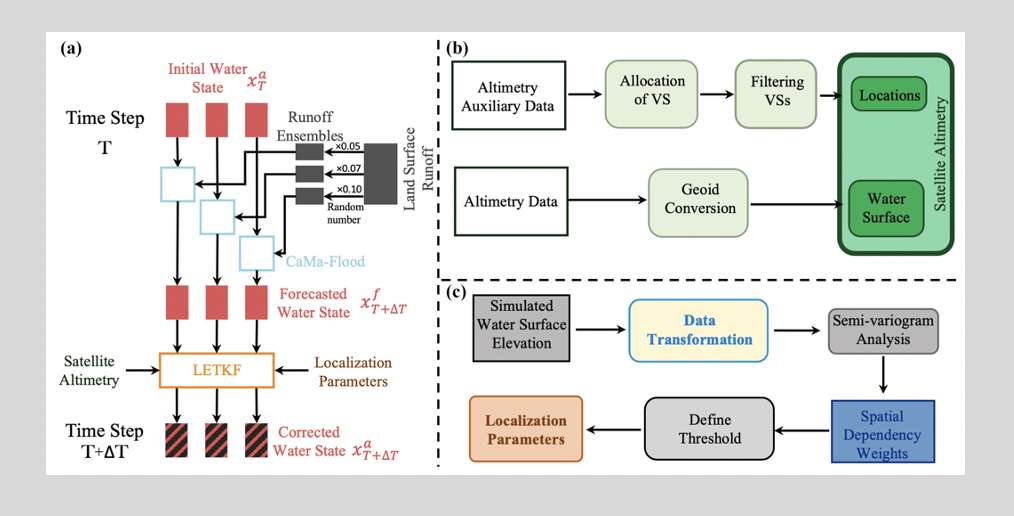 (a)
Initial Water
State
x_T^a
Time Step
T
Runoff
Ensembles
×0.05
×0.07
×0.10
Random
number
Land Surface
Runoff
CaMa-Flood
Forecasted
Water State
x_{T+ΔT}^f
Satellite
Altimetry
LETKF
Localization
Parameters
Time Step
T+ΔT
Corrected
Water State
x_{T+ΔT}^a
(b)
Altimetry
Auxiliary Data
Allocation
of VS
Filtering
VSs
Locations
Altimetry Data
Geoid
Conversion
Water
Surface
Satellite Altimetry
(c)
Simulated
Water Surface
Elevation
Data
Transformation
Semi-variogram
Analysis
Localization
Parameters
Define
Threshold
Spatial
Dependency
Weights